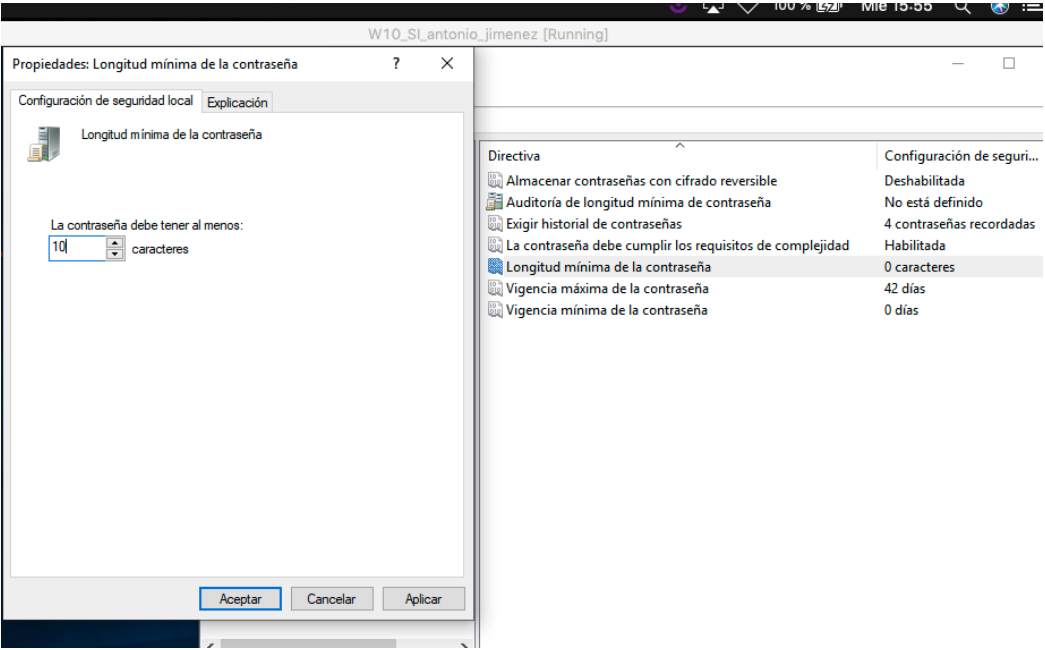 100 % Mié 15:55
W10_SI_antonio_jimenez [Running]
Propiedades: Longitud mínima de la contraseña ? ×
Configuración de seguridad local Explicación
Longitud mínima de la contraseña
La contraseña debe tener al menos:
10 caracteres
Aceptar Cancelar Aplicar
Directiva Configuración de seguri...
Almacenar contraseñas con cifrado reversible Deshabilitada
Auditoría de longitud mínima de contraseña No está definido
Exigir historial de contraseñas 4 contraseñas recordadas
La contraseña debe cumplir los requisitos de complejidad Habilitada
Longitud mínima de la contraseña 0 caracteres
Vigencia máxima de la contraseña 42 días
Vigencia mínima de la contraseña 0 días